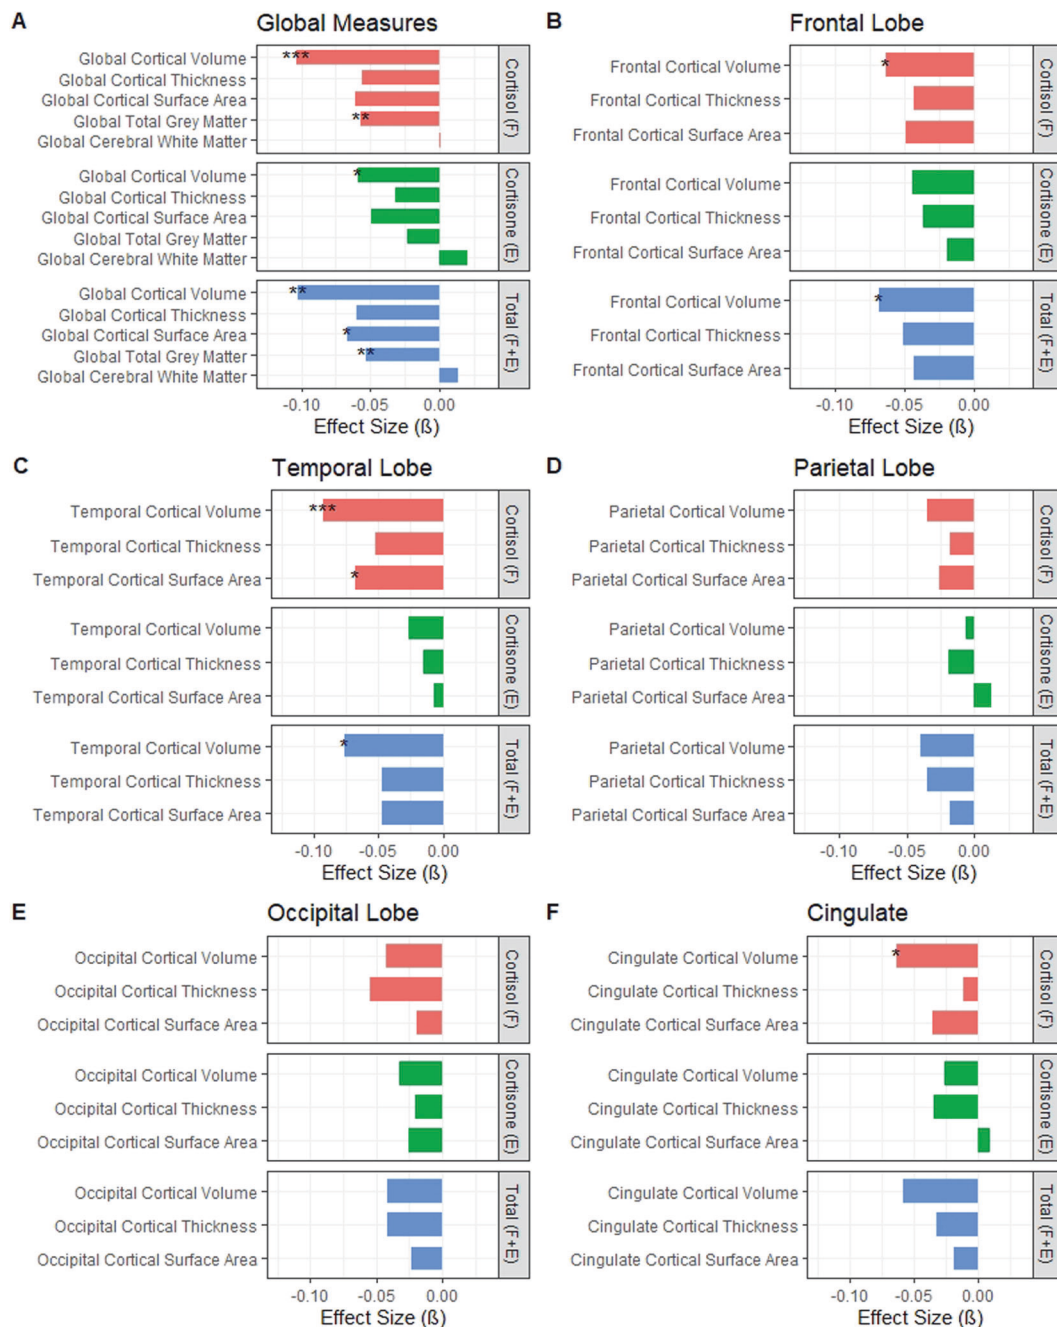 A
Global Measures
Global Cortical Volume
***
Global Cortical Thickness
Global Cortical Surface Area
Global Total Grey Matter
**
Global Cerebral White Matter
Cortisol (F)
Global Cortical Volume
*
Global Cortical Thickness
Global Cortical Surface Area
Global Total Grey Matter
Global Cerebral White Matter
Cortisone (E)
Global Cortical Volume
**
Global Cortical Thickness
Global Cortical Surface Area
*
Global Total Grey Matter
**
Global Cerebral White Matter
Total (F+E)
-0.10 -0.05 0.00
Effect Size (ß)
B
Frontal Lobe
Frontal Cortical Volume
*
Frontal Cortical Thickness
Frontal Cortical Surface Area
Cortisol (F)
Frontal Cortical Volume
Frontal Cortical Thickness
Frontal Cortical Surface Area
Cortisone (E)
Frontal Cortical Volume
*
Frontal Cortical Thickness
Frontal Cortical Surface Area
Total (F+E)
-0.10 -0.05 0.00
Effect Size (ß)
C
Temporal Lobe
Temporal Cortical Volume
***
Temporal Cortical Thickness
Temporal Cortical Surface Area
*
Cortisol (F)
Temporal Cortical Volume
Temporal Cortical Thickness
Temporal Cortical Surface Area
Cortisone (E)
Temporal Cortical Volume
*
Temporal Cortical Thickness
Temporal Cortical Surface Area
Total (F+E)
-0.10 -0.05 0.00
Effect Size (ß)
D
Parietal Lobe
Parietal Cortical Volume
Parietal Cortical Thickness
Parietal Cortical Surface Area
Cortisol (F)
Parietal Cortical Volume
Parietal Cortical Thickness
Parietal Cortical Surface Area
Cortisone (E)
Parietal Cortical Volume
Parietal Cortical Thickness
Parietal Cortical Surface Area
Total (F+E)
-0.10 -0.05 0.00
Effect Size (ß)
E
Occipital Lobe
Occipital Cortical Volume
Occipital Cortical Thickness
Occipital Cortical Surface Area
Cortisol (F)
Occipital Cortical Volume
Occipital Cortical Thickness
Occipital Cortical Surface Area
Cortisone (E)
Occipital Cortical Volume
Occipital Cortical Thickness
Occipital Cortical Surface Area
Total (F+E)
-0.10 -0.05 0.00
Effect Size (ß)
F
Cingulate
Cingulate Cortical Volume
*
Cingulate Cortical Thickness
Cingulate Cortical Surface Area
Cortisol (F)
Cingulate Cortical Volume
Cingulate Cortical Thickness
Cingulate Cortical Surface Area
Cortisone (E)
Cingulate Cortical Volume
Cingulate Cortical Thickness
Cingulate Cortical Surface Area
Total (F+E)
-0.10 -0.05 0.00
Effect Size (ß)